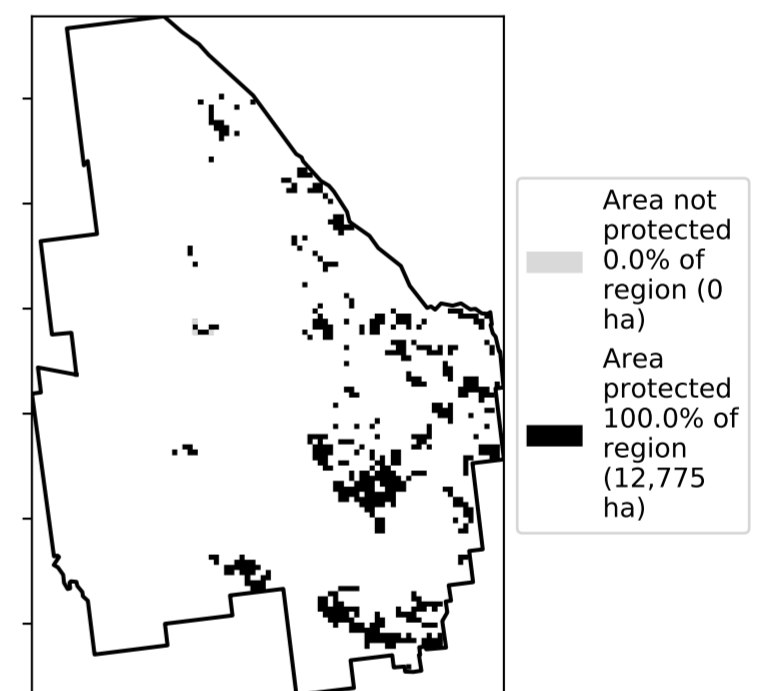 Area not
protected
0.0% of
region (0
ha)
Area
protected
100.0% of
region
(12,775
ha)